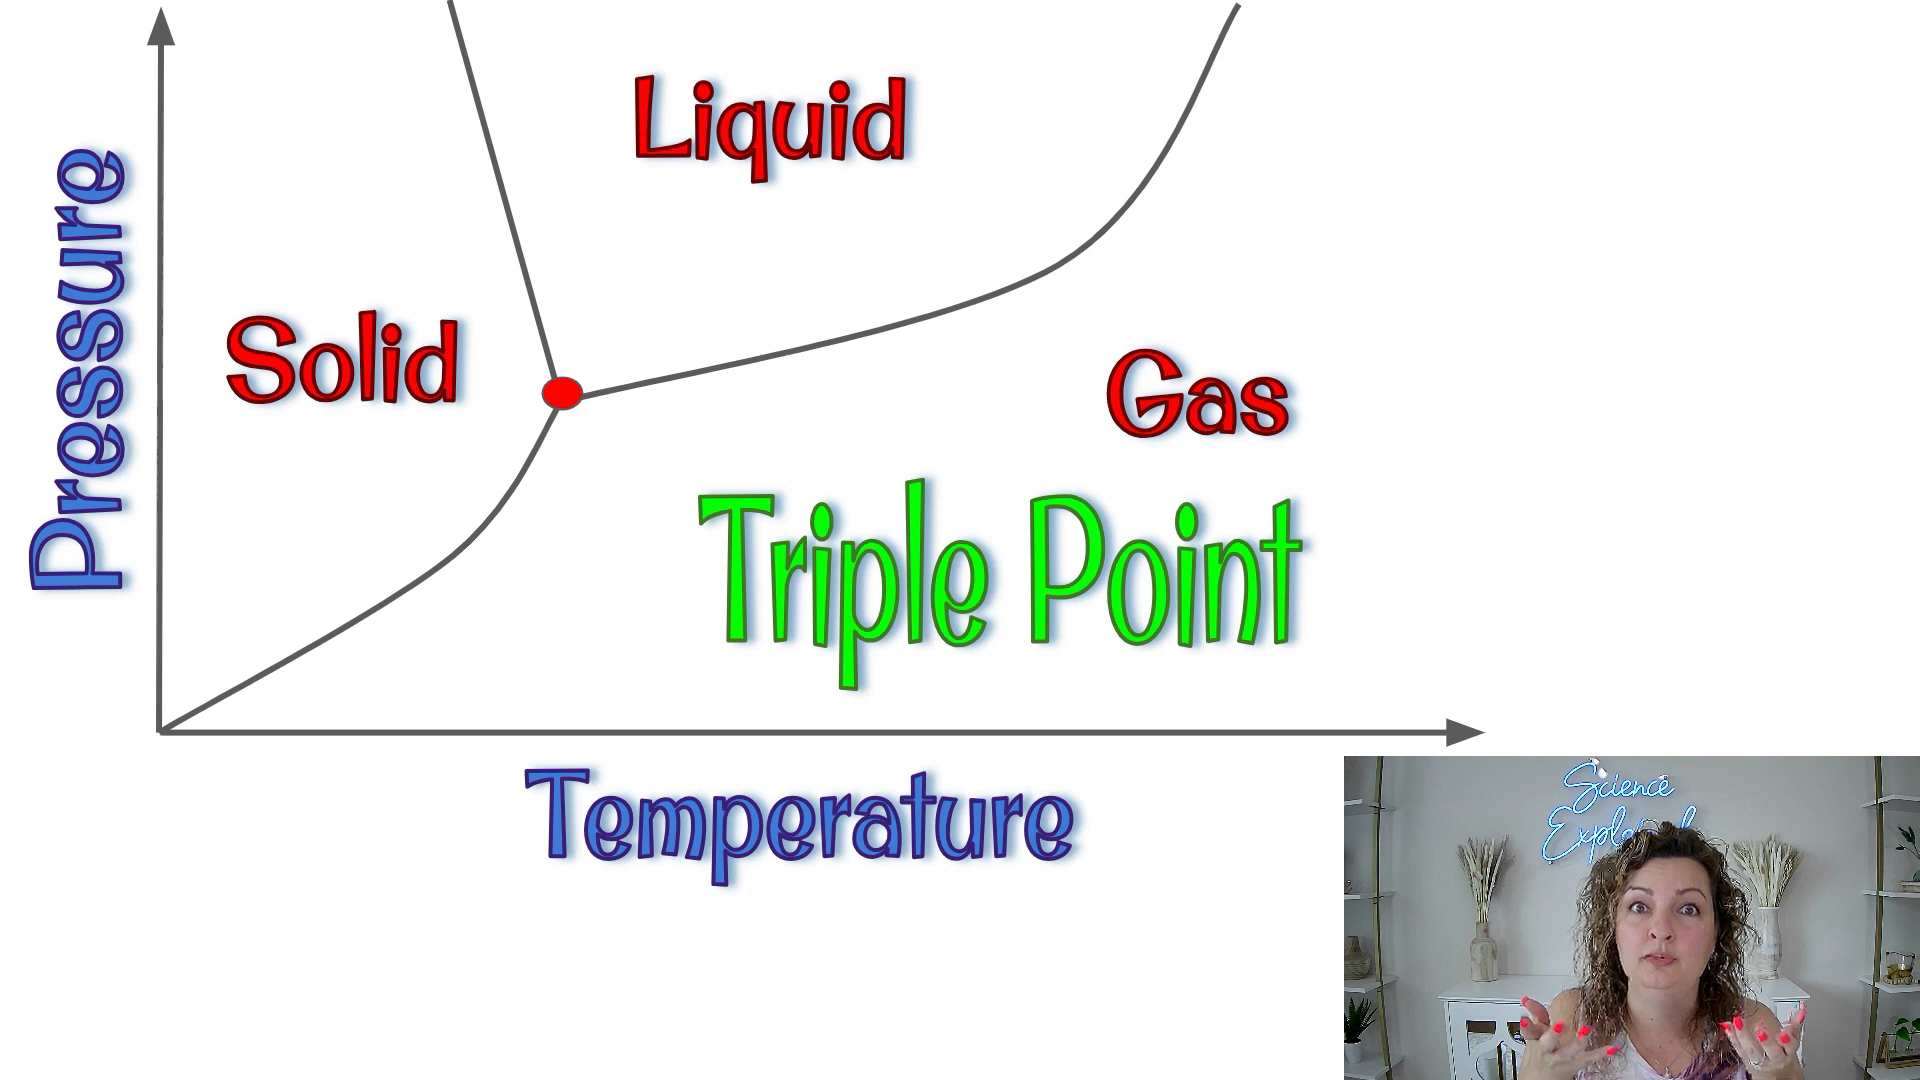 Liquid
Pressure
Solid
Gas
Triple Point
Temperature
Science